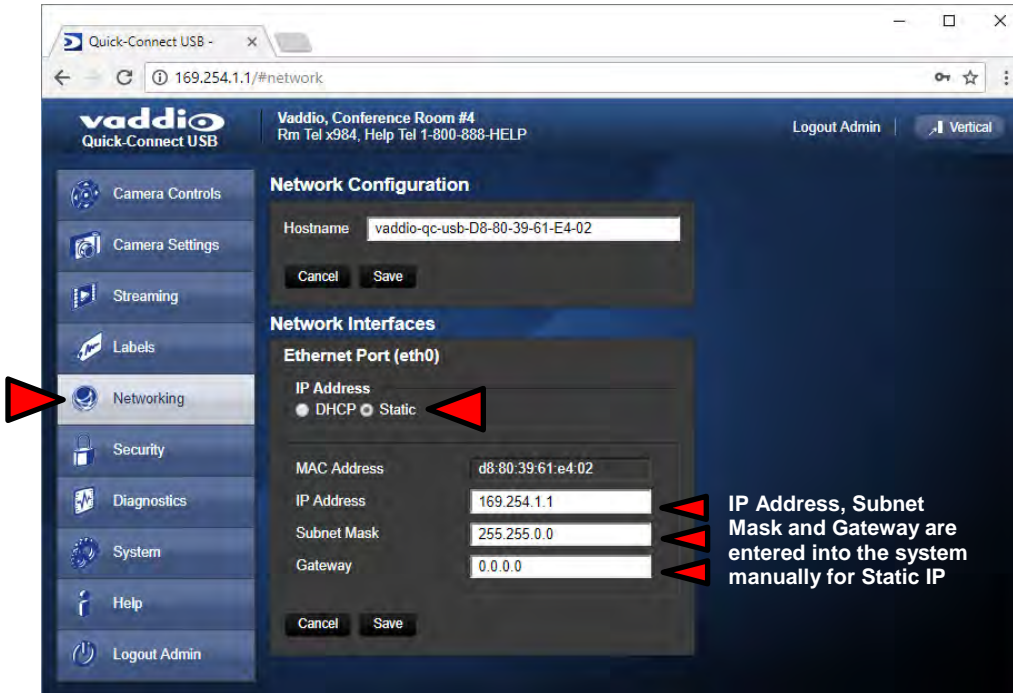 Quick-Connect USB -
169.254.1.1/#network
vaddio
Quick-Connect USB
Vaddio, Conference Room #4
Rm Tel x984, Help Tel 1-800-888-HELP
Logout Admin
Vertical
Camera Controls
Camera Settings
Streaming
Labels
Networking
Security
Diagnostics
System
Help
Logout Admin
Network Configuration
Hostname vaddio-qc-usb-D8-80-39-61-E4-02
Cancel Save
Network Interfaces
Ethernet Port (eth0)
IP Address
DHCP Static
MAC Address d8:80:39:61:e4:02
IP Address 169.254.1.1
Subnet Mask 255.255.0.0
Gateway 0.0.0.0
Cancel Save
IP Address, Subnet
Mask and Gateway are
entered into the system
manually for Static IP